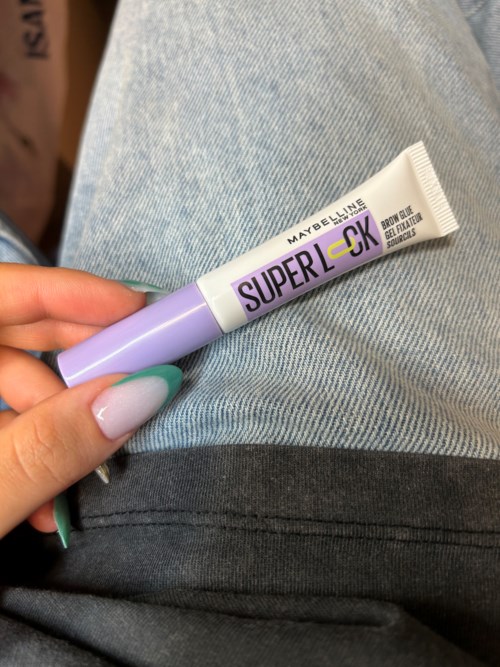 MAYBELLINE
NEW YORK
SUPER LOCK
BROW GLUE
GEL FIXATEUR
SOURCILS